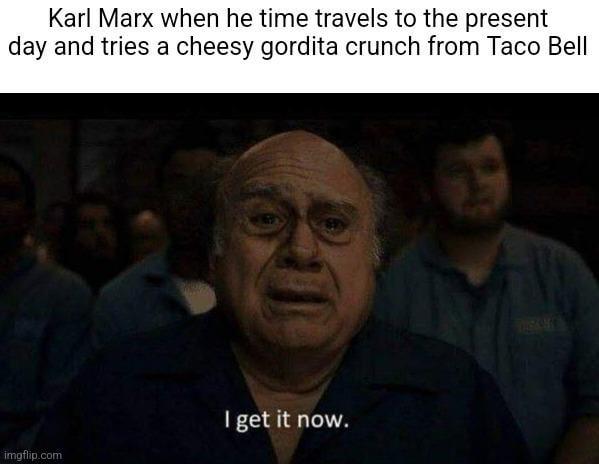 Karl Marx when he time travels to the present
day and tries a cheesy gordita crunch from Taco Bell
I get it now.
imgflip.com